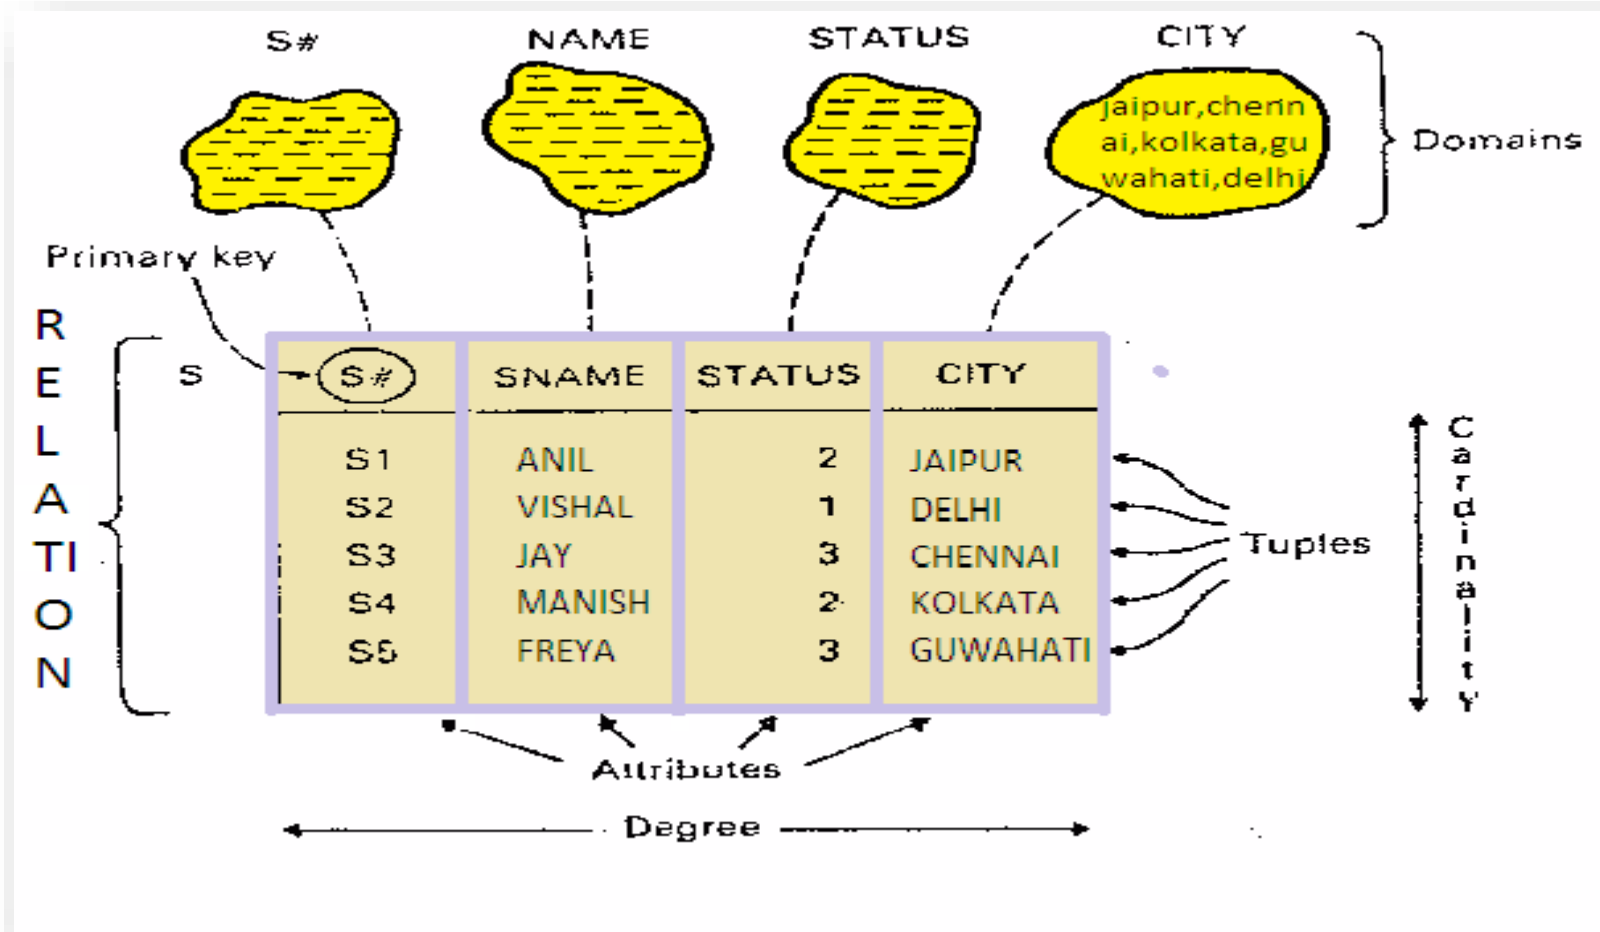 S# NAME STATUS CITY
jaipur,chenn
ai,kolkata,gu
wahati,delhi
Domains
Primary key
RELATION
S S# SNAME STATUS CITY
S1 ANIL 2 JAIPUR
S2 VISHAL 1 DELHI
S3 JAY 3 CHENNAI
S4 MANISH 2 KOLKATA
S5 FREYA 3 GUWAHATI
Tuples
Cardinality
Attributes
Degree